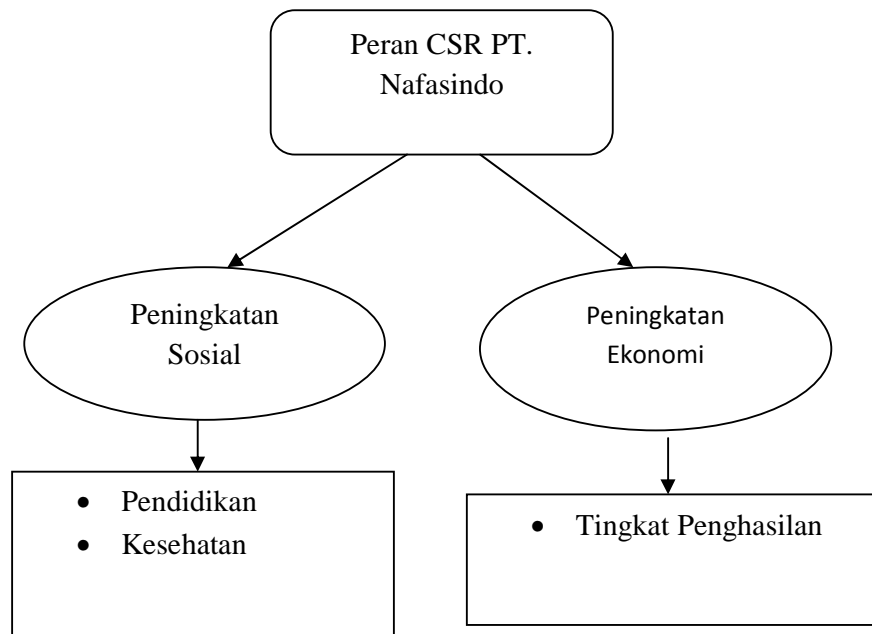 Peran CSR PT.
Nafasindo
Peningkatan
Sosial
Peningkatan
Ekonomi
• Pendidikan
• Kesehatan
• Tingkat Penghasilan